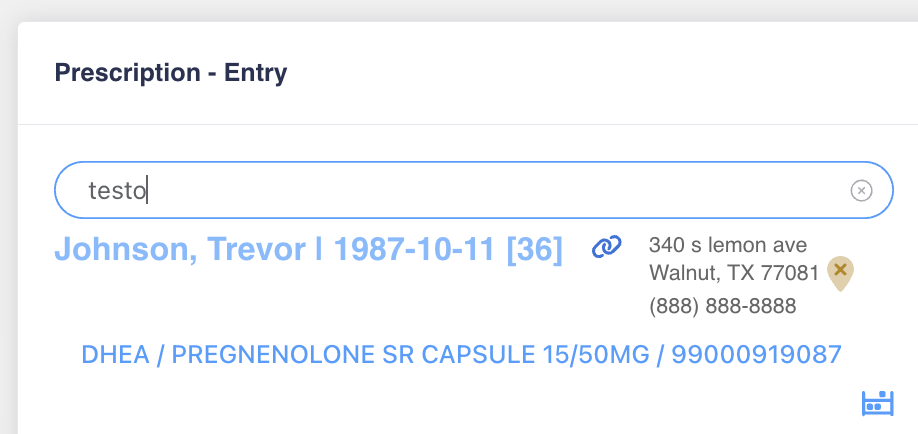 Prescription - Entry
testo
Johnson, Trevor | 1987-10-11 [36]
340 s lemon ave
Walnut, TX 77081
(888) 888-8888
DHEA / PREGNENOLONE SR CAPSULE 15/50MG / 99000919087